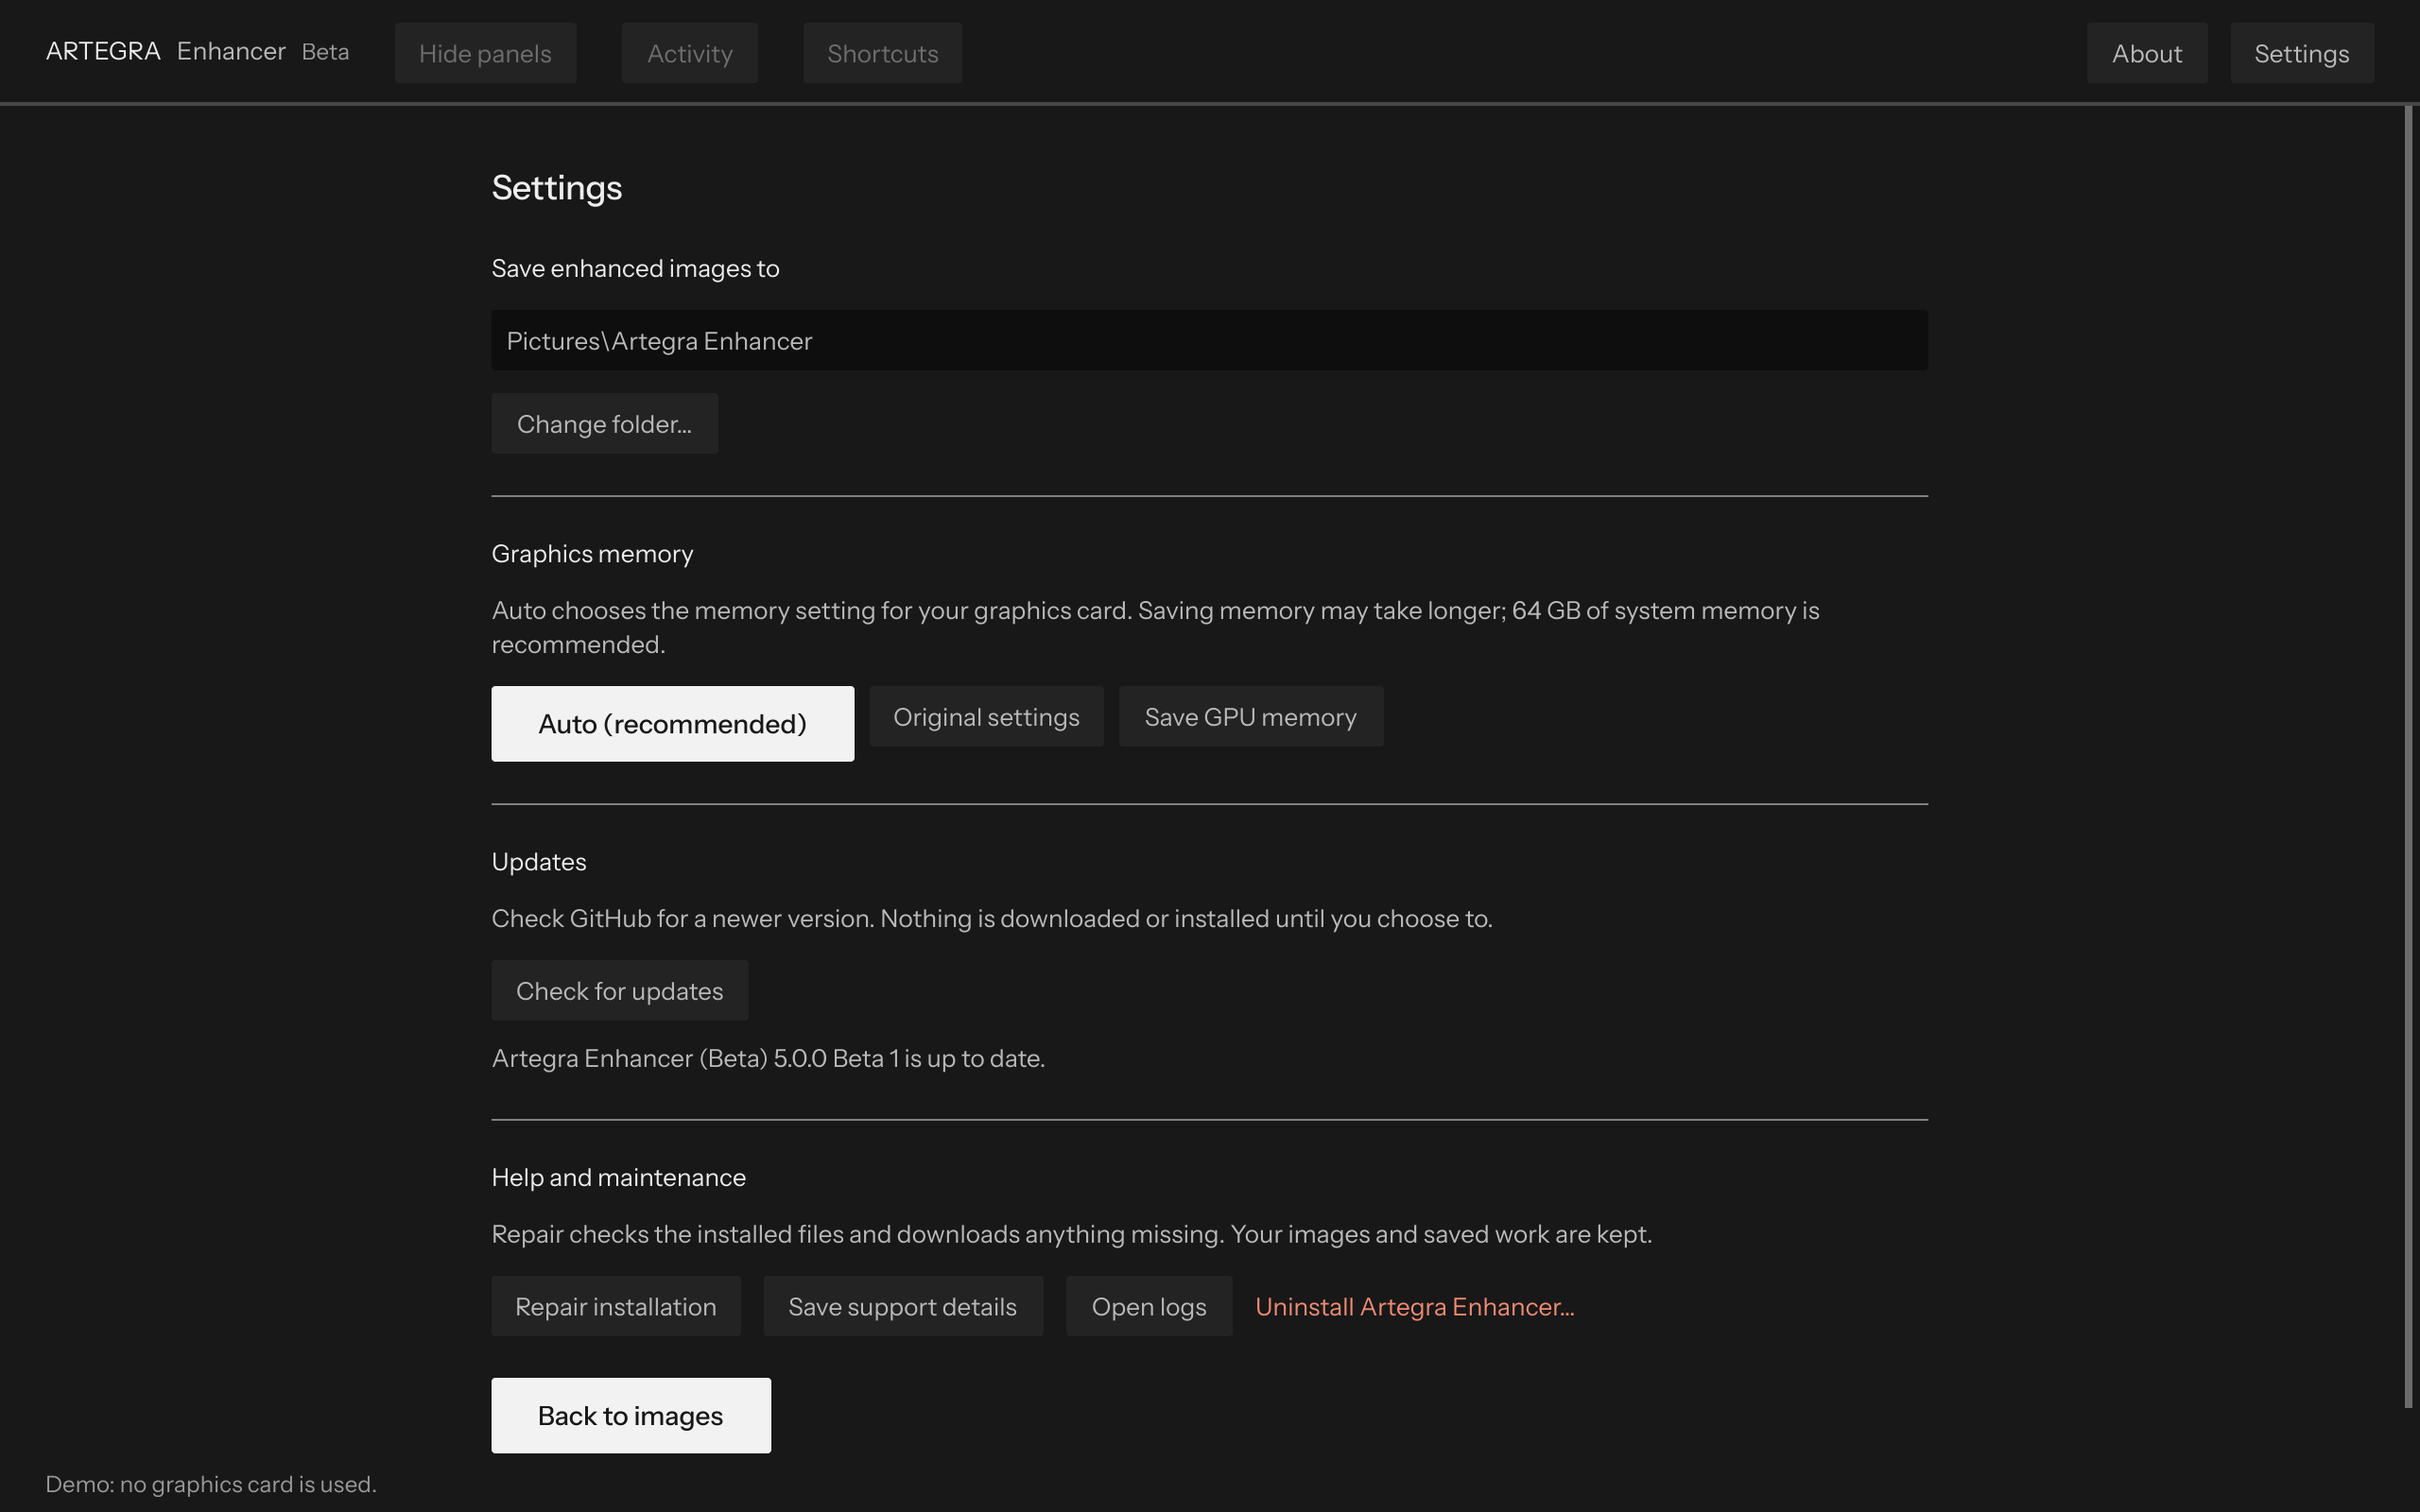 ARTEGRA Enhancer Beta
Hide panels
Activity
Shortcuts
About
Settings
Settings
Save enhanced images to
Pictures\Artegra Enhancer
Change folder...
Graphics memory
Auto chooses the memory setting for your graphics card. Saving memory may take longer; 64 GB of system memory is
recommended.
Auto (recommended)
Original settings
Save GPU memory
Updates
Check GitHub for a newer version. Nothing is downloaded or installed until you choose to.
Check for updates
Artegra Enhancer (Beta) 5.0.0 Beta 1 is up to date.
Help and maintenance
Repair checks the installed files and downloads anything missing. Your images and saved work are kept.
Repair installation
Save support details
Open logs
Uninstall Artegra Enhancer...
Back to images
Demo: no graphics card is used.